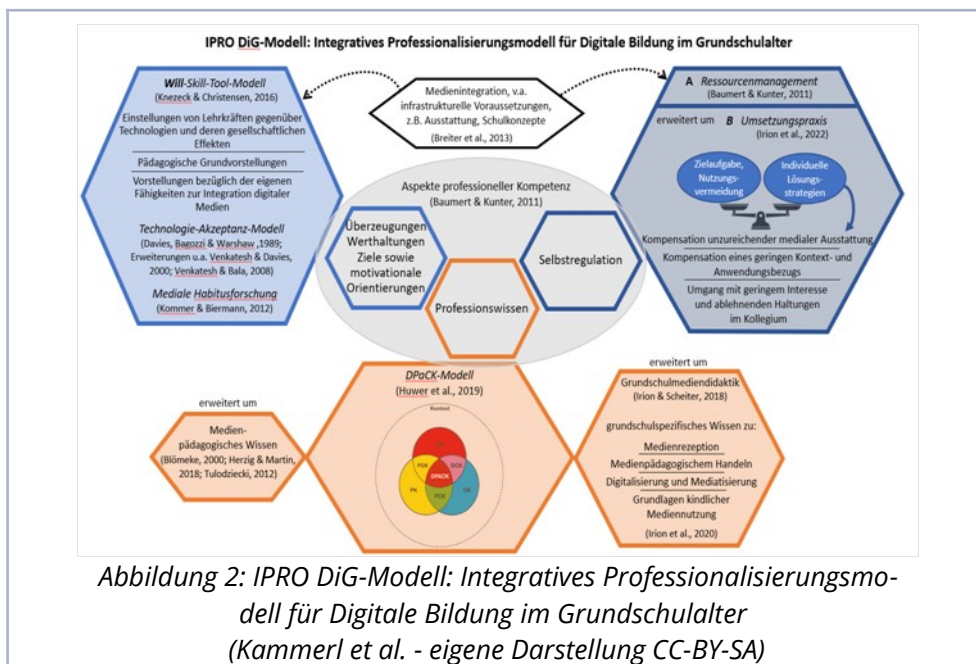 IPRO DiG-Modell: Integratives Professionalisierungsmodell für Digitale Bildung im Grundschulalter
Will-Skill-Tool-Modell
(Knezeck & Christensen, 2016)
Einstellungen von Lehrkräften gegenüber
Technologien und deren gesellschaftlichen
Effekten
Pädagogische Grundvorstellungen
Vorstellungen bezüglich der eigenen
Fähigkeiten zur Integration digitaler
Medien
Technologie-Akzeptanz-Modell
(Davies, Bagozzi & Warshaw ,1989;
Erweiterungen u.a. Venkatesh & Davies,
2000; Venkatesh & Bala, 2008)
Mediale Habitusforschung
(Kommer & Biermann, 2012)
Medienintegration, v.a.
infrastrukturelle Voraussetzungen,
z.B. Ausstattung, Schulkonzepte
(Breiter et al., 2013)
A Ressourcenmanagement
(Baumert & Kunter, 2011)
erweitert um B Umsetzungspraxis
(Irion et al., 2022)
Zielaufgabe,
Nutzungs-
vermeidung
Individuelle
Lösungs-
strategien
Kompensation unzureichender medialer Ausstattung
Kompensation eines geringen Kontext- und
Anwendungsbezugs
Umgang mit geringem Interesse
und ablehnenden Haltungen
im Kollegium
Aspekte professioneller Kompetenz
(Baumert & Kunter, 2011)
Überzeugungen
Werthaltungen
Ziele sowie
motivationale
Orientierungen
Professionswissen
Selbstregulation
erweitert um
Medien-
pädagogisches Wissen
(Blömeke, 2000; Herzig & Martin,
2018; Tulodziecki, 2012)
DPaCK-Modell
(Huwer et al., 2019)
Kontext
DPACK
PK
erweitert um
Grundschulmediendidaktik
(Irion & Scheiter, 2018)
grundschulspezifisches Wissen zu:
Medienrezeption
Medienpädagogischem Handeln
Digitalisierung und Mediatisierung
Grundlagen kindlicher
Mediennutzung
(Irion et al., 2020)
Abbildung 2: IPRO DiG-Modell: Integratives Professionalisierungsmo-
dell für Digitale Bildung im Grundschulalter
(Kammerl et al. - eigene Darstellung CC-BY-SA)